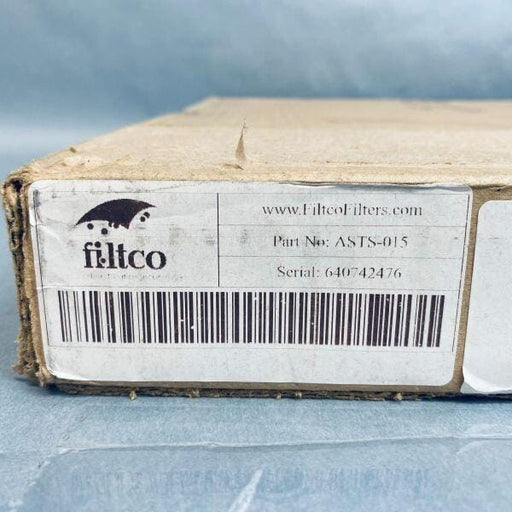 filtco
www.FiltcoFilters.com
Part No: ASTS-015
Serial: 640742476